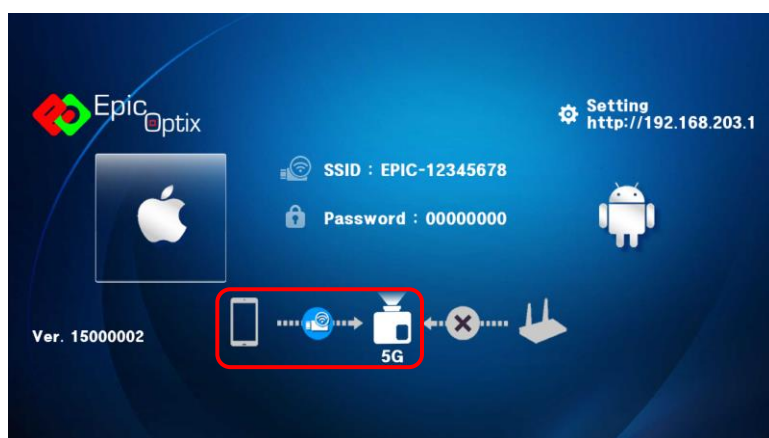 Epic
Optix
Setting
http://192.168.203.1
SSID : EPIC-12345678
Password : 00000000
Ver. 15000002
5G